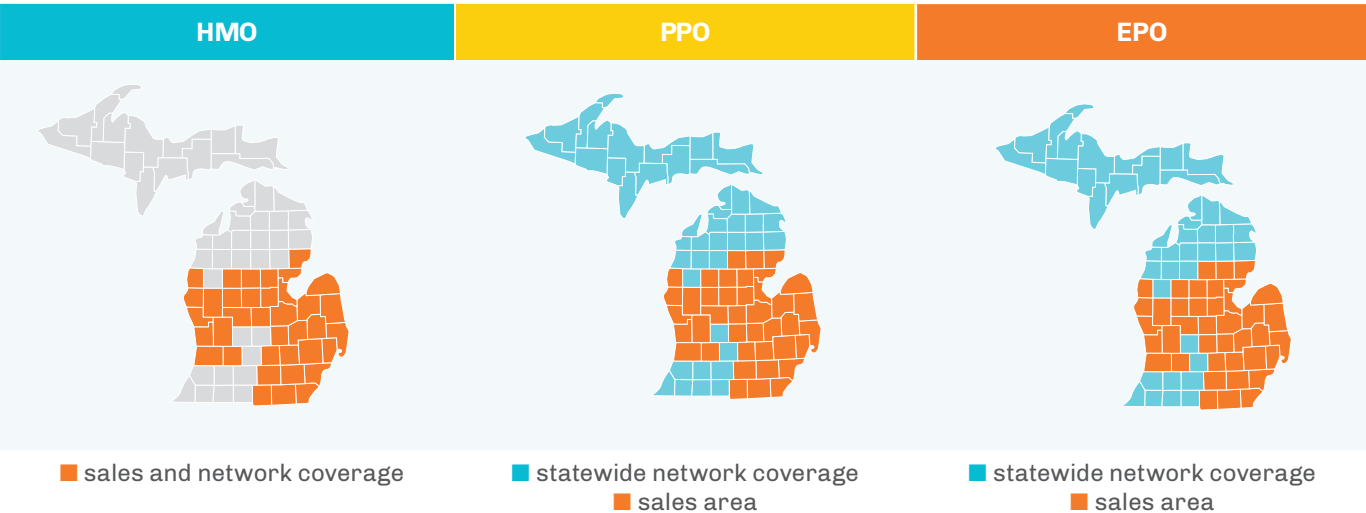 HMO
PPO
EPO
sales and network coverage
statewide network coverage
sales area
statewide network coverage
sales area